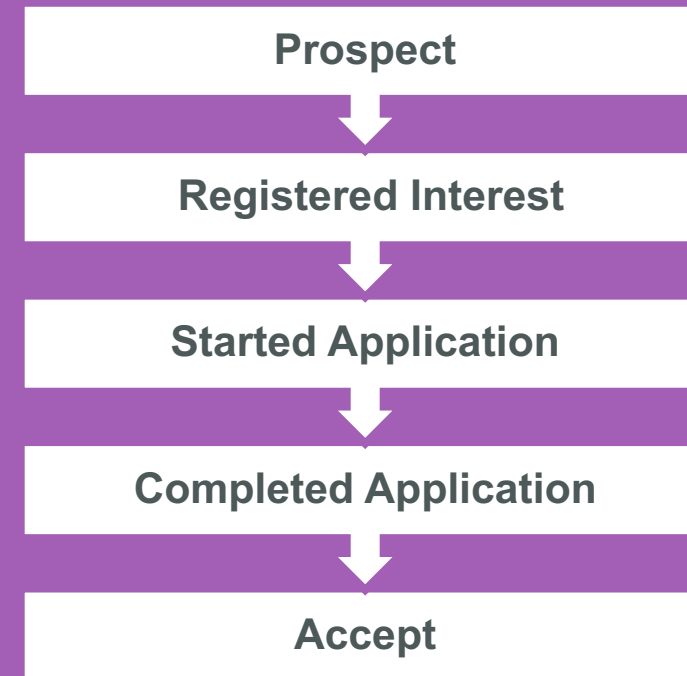 Prospect
Registered Interest
Started Application
Completed Application
Accept